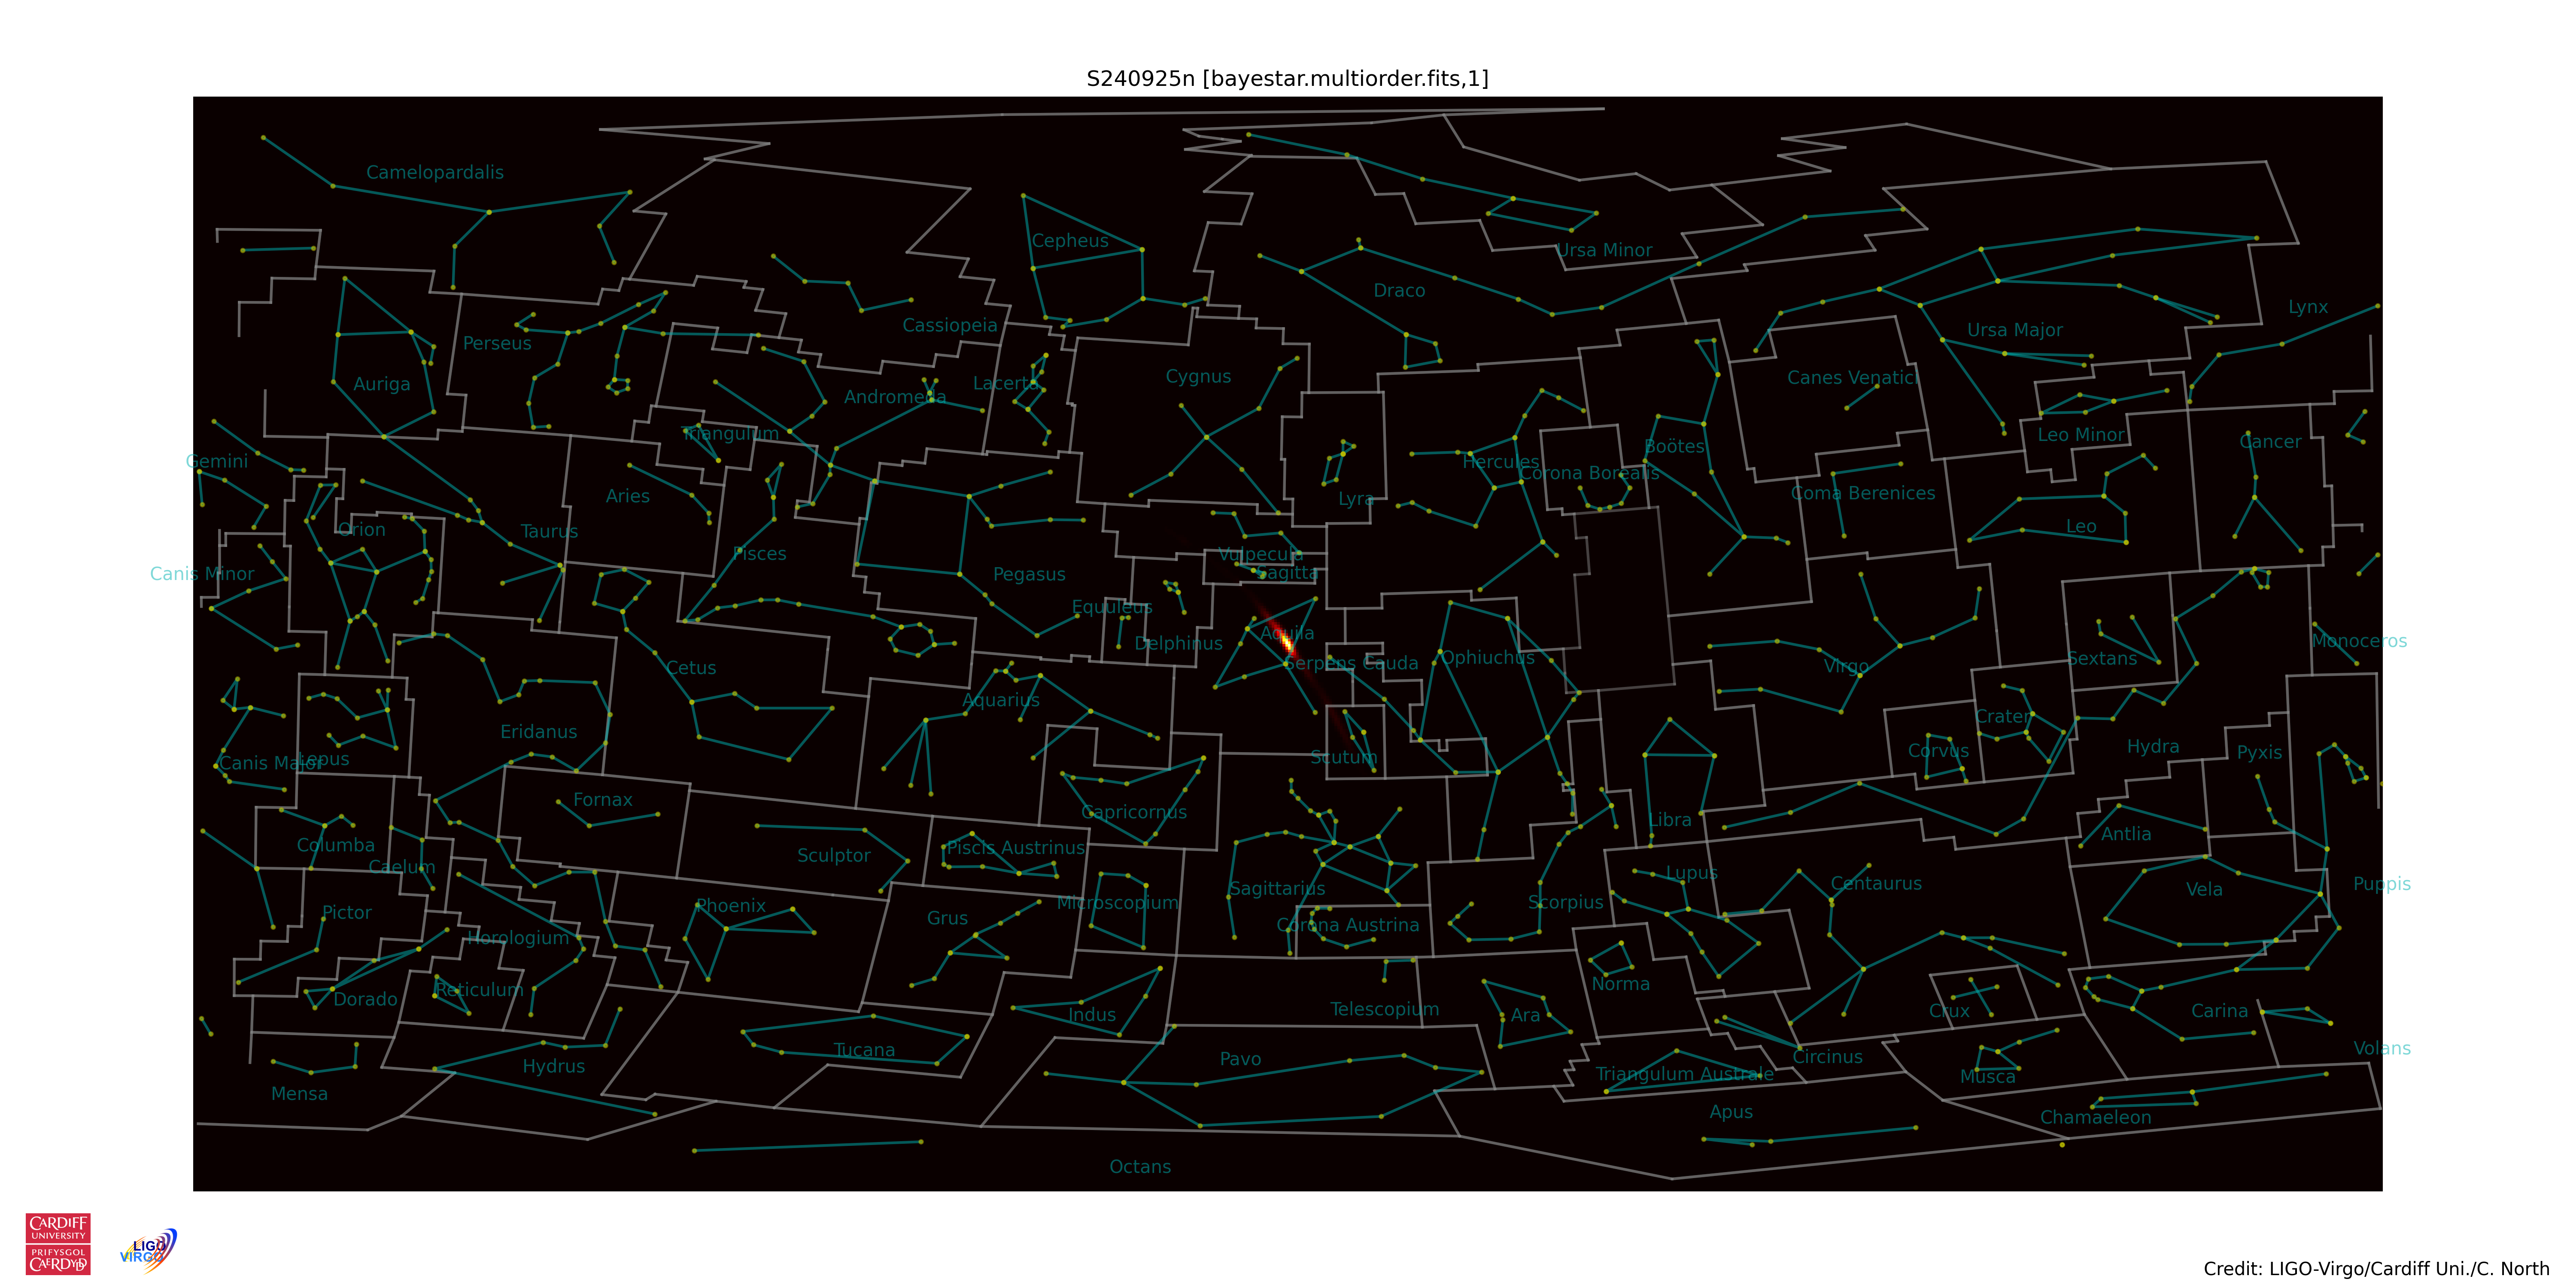 S240925n [bayestar.multiorder.fits,1]
Camelopardalis
Cepheus
Ursa Minor
Draco
Lynx
Cassiopeia
Ursa Major
Perseus
Cygnus
Canes Venatici
Auriga
Lacerta
Andromeda
Triangulum
Leo Minor
Cancer
Boötes
Gemini
Hercules
Corona Borealis
Aries
Lyra
Coma Berenices
Orion
Taurus
Leo
Pisces
Vulpecula
Canis Minor
Pegasus
Sagitta
Equuleus
Aquila
Delphinus
Monoceros
Cetus
Serpens Cauda
Ophiuchus
Virgo
Sextans
Aquarius
Crater
Eridanus
Hydra
Corvus
Pyxis
Canis Major
Lepus
Scutum
Fornax
Capricornus
Libra
Antlia
Columba
Piscis Austrinus
Sculptor
Caelum
Lupus
Centaurus
Puppis
Sagittarius
Vela
Microscopium
Scorpius
Phoenix
Pictor
Grus
Corona Austrina
Horologium
Norma
Reticulum
Dorado
Telescopium
Indus
Ara
Crux
Carina
Tucana
Volans
Pavo
Circinus
Hydrus
Triangulum Australe
Musca
Mensa
Apus
Chamaeleon
Octans
CARDIFF
UNIVERSITY
PRIFYSGOL
CAERDYDD
LIGO
VIRGO
Credit: LIGO-Virgo/Cardiff Uni./C. North